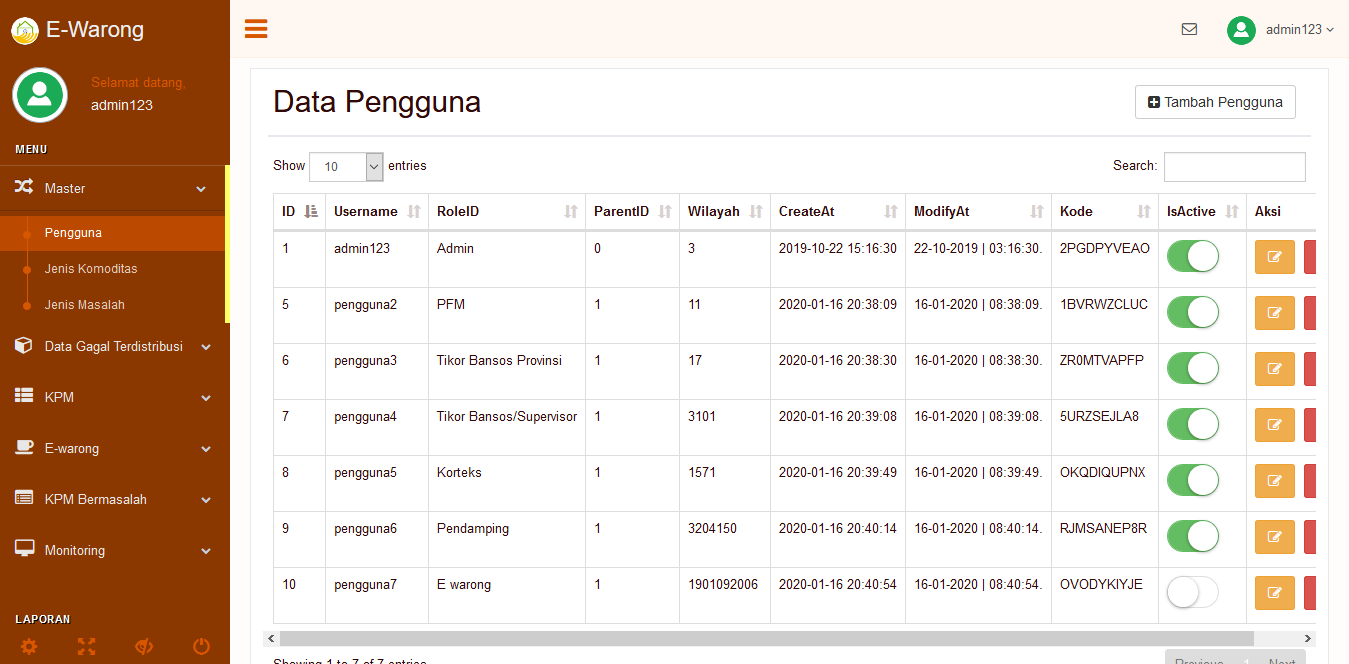 E-Warong
admin123
Selamat datang,
admin123
MENU
Master
Pengguna
Jenis Komoditas
Jenis Masalah
Data Gagal Terdistribusi
KPM
E-warong
KPM Bermasalah
Monitoring
LAPORAN
Data Pengguna
Tambah Pengguna
Show 10 entries
Search:
ID Username RoleID ParentID Wilayah CreateAt ModifyAt Kode IsActive Aksi
1 admin123 Admin 0 3 2019-10-22 15:16:30 22-10-2019 | 03:16:30. 2PGDPYVEAO
5 pengguna2 PFM 1 11 2020-01-16 20:38:09 16-01-2020 | 08:38:09. 1BVRWZCLUC
6 pengguna3 Tikor Bansos Provinsi 1 17 2020-01-16 20:38:30 16-01-2020 | 08:38:30. ZR0MTVAPFP
7 pengguna4 Tikor Bansos/Supervisor 1 3101 2020-01-16 20:39:08 16-01-2020 | 08:39:08. 5URZSEJLA8
8 pengguna5 Korteks 1 1571 2020-01-16 20:39:49 16-01-2020 | 08:39:49. OKQDIQUPNX
9 pengguna6 Pendamping 1 3204150 2020-01-16 20:40:14 16-01-2020 | 08:40:14. RJMSANEP8R
10 pengguna7 E warong 1 1901092006 2020-01-16 20:40:54 16-01-2020 | 08:40:54. OVODYKIYJE
Showing 1 to 7 of 7 entries
Previous 1 Next